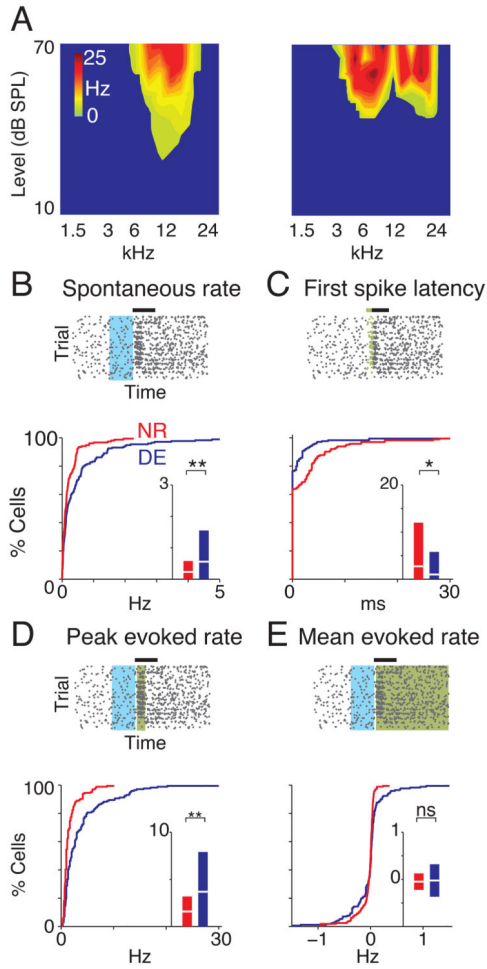 A
70
25
Hz
0
Level (dB SPL)
10
1.5 3 6 12 24
kHz
1.5 3 6 12 24
kHz
B Spontaneous rate
Trial
Time
100
NR
DE
% Cells
3
**
0
0 5
Hz
C First spike latency
20
*
0 30
ms
D Peak evoked rate
Trial
Time
100
% Cells
10
**
0
0 30
Hz
E Mean evoked rate
1
ns
0
1
−1 0 1
Hz